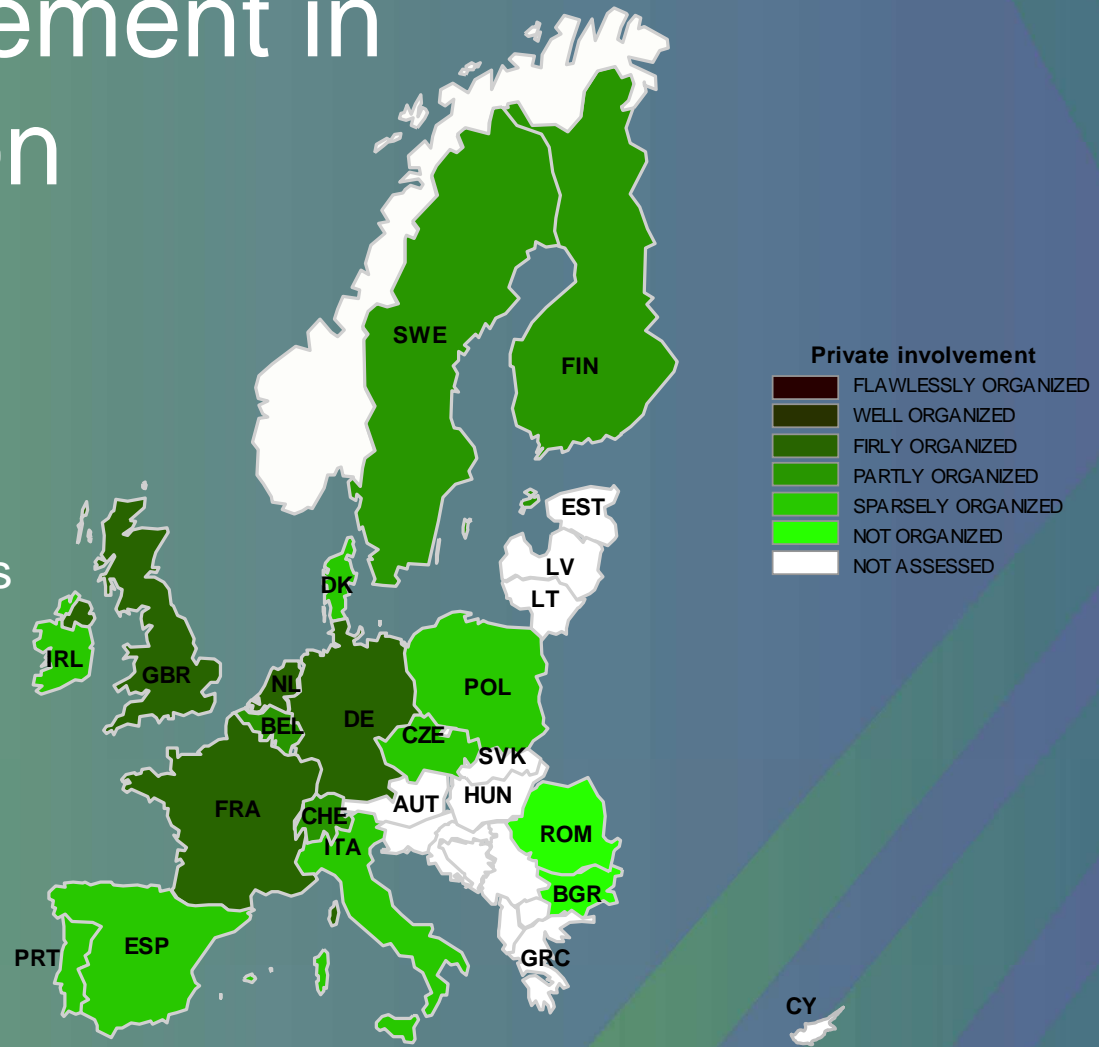 ement in
on
SWE
FIN
Private involvement
FLAWLESSLY ORGANIZED
WELL ORGANIZED
FIRLY ORGANIZED
PARTLY ORGANIZED
SPARSELY ORGANIZED
NOT ORGANIZED
NOT ASSESSED
EST
LV
LT
s
DK
IRL
GBR
NL
BEL
DE
POL
CZE
SVK
FRA
CHE
AUT
HUN
ITA
ROM
BGR
PRT
ESP
GRC
CY